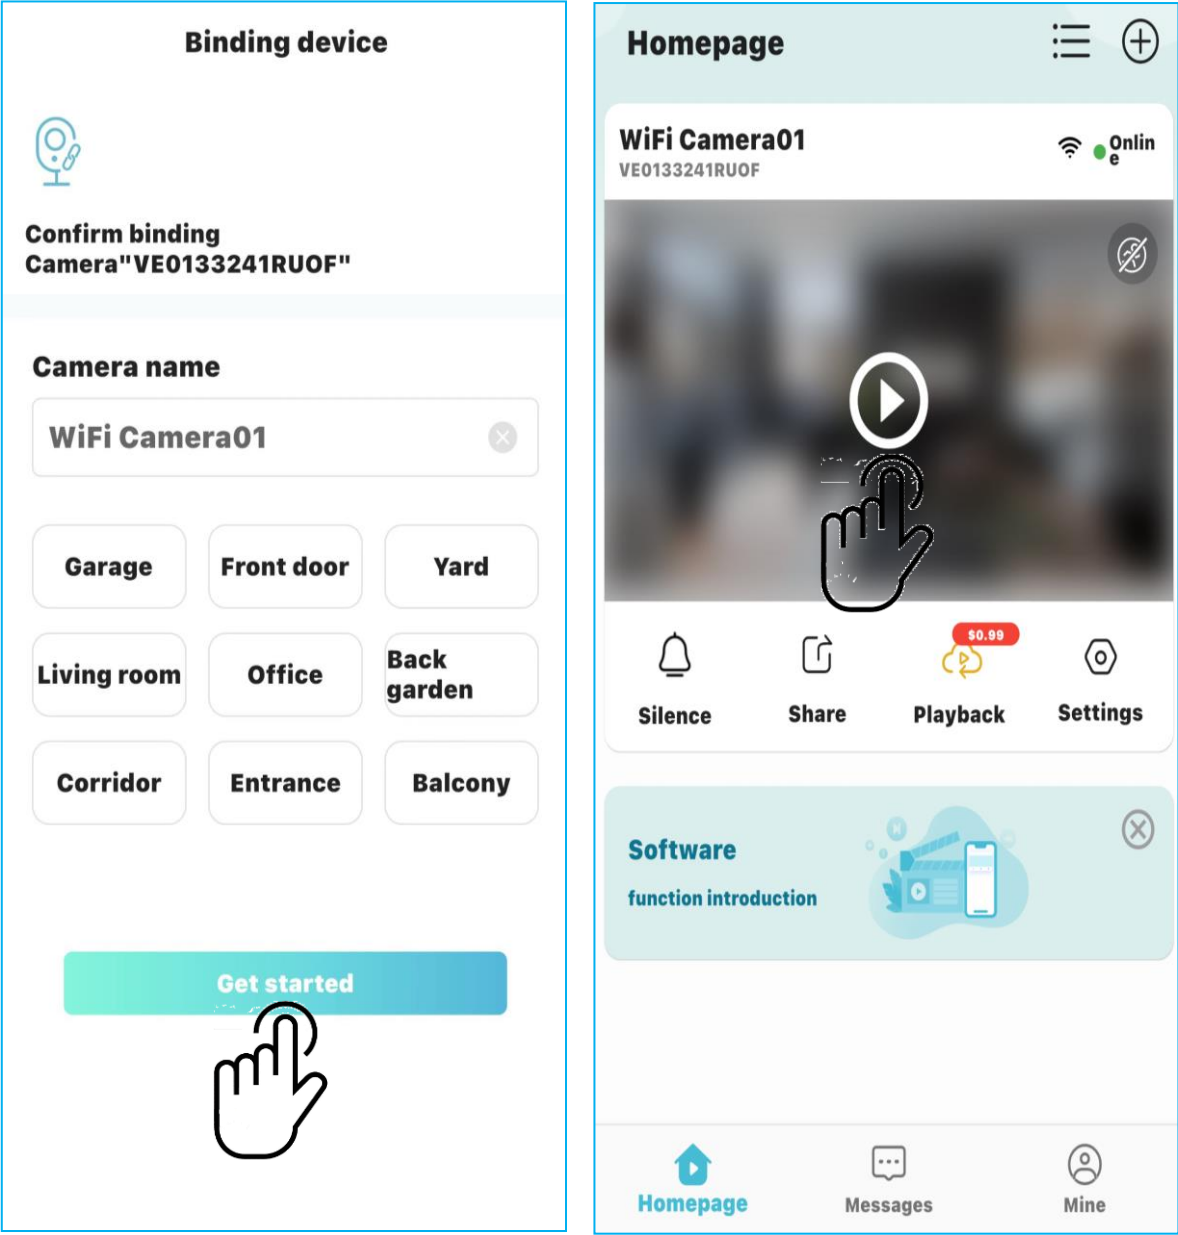 Binding device
Confirm binding
Camera"VE0133241RUOF"
Camera name
WiFi Camera01
Garage
Front door
Yard
Living room
Office
Back
garden
Corridor
Entrance
Balcony
Get started
Homepage
WiFi Camera01
VE0133241RUOF
Onlin
e
$0.99
Silence
Share
Playback
Settings
Software
function introduction
Homepage
Messages
Mine